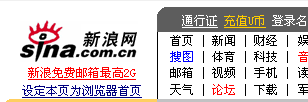 通行证 充值U币 登录名
新浪网
sina.com.cn
新浪免费邮箱最高2G
设定本页为浏览器首页
首页 | 新闻 | 财经 |
搜图 | 体育 | 科技 |
邮箱 | 视频 | 手机 |
天气 | 论坛 | 下载 |